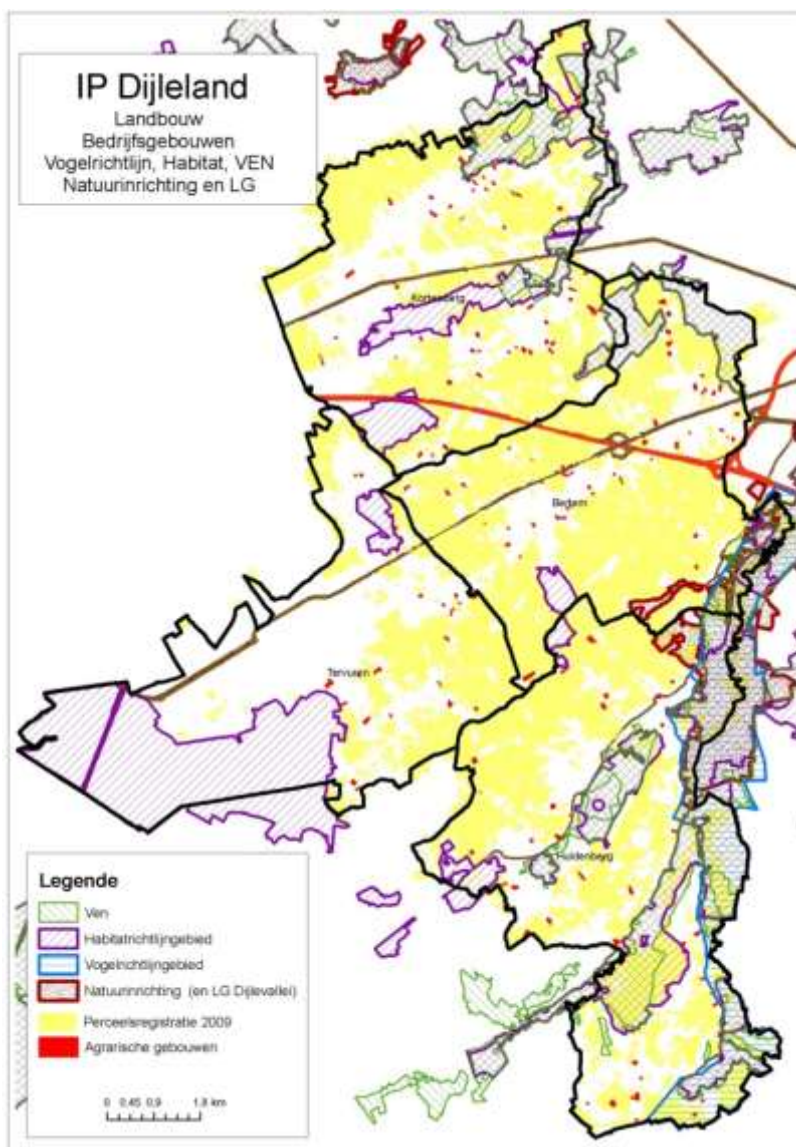 IP Dijleland
Landbouw
Bedrijfsgebouwen
Vogelrichtlijn, Habitat, VEN
Natuurinrichting en LG
Kortenberg
Bertem
Tervuren
Huldenberg
Legende
Ven
Habitatrichtlijngebied
Vogelrichtlijngebied
Natuurinrichting (en LG Dijlevallei)
Perceelsregistratie 2009
Agrarische gebouwen
0 0,45 0,9 1,8 km